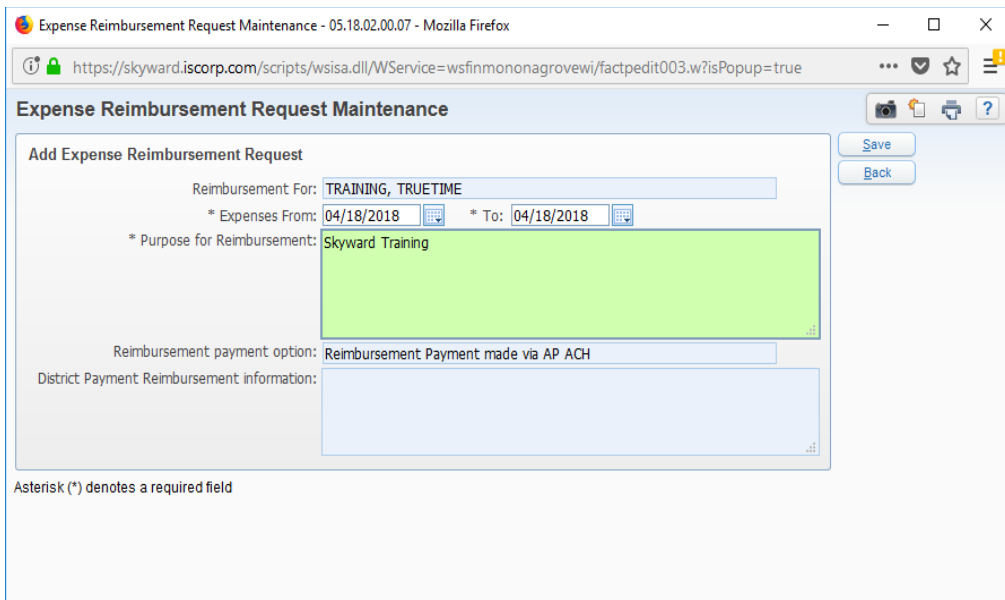 Expense Reimbursement Request Maintenance - 05.18.02.00.07 - Mozilla Firefox
https://skyward.iscorp.com/scripts/wsisa.dll/WService=wsfinmononagrovewi/factpedit003.w?isPopup=true
Expense Reimbursement Request Maintenance
?
Add Expense Reimbursement Request
Save
Back
Reimbursement For: TRAINING, TRUETIME
* Expenses From: 04/18/2018 * To: 04/18/2018
* Purpose for Reimbursement: Skyward Training
Reimbursement payment option: Reimbursement Payment made via AP ACH
District Payment Reimbursement information:
Asterisk (*) denotes a required field